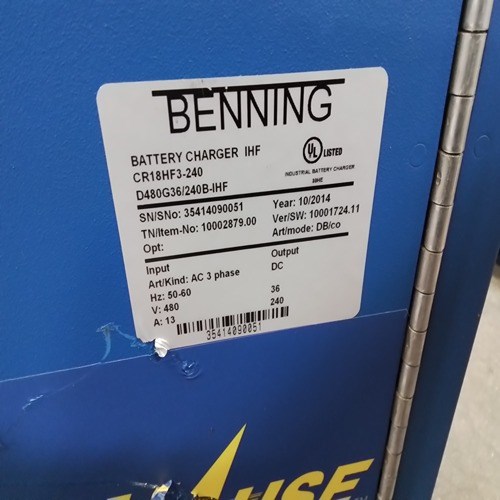 BENNING
BATTERY CHARGER IHF
CR18HF3-240
D480G36/240B-IHF
UL LISTED
INDUSTRIAL BATTERY CHARGER
SN/SNo: 35414090051 Year: 10/2014
TN/Item-No: 10002879.00 Ver/SW: 10001724.11
Opt: Art/mode: DB/co
Input Output
Art/Kind: AC 3 phase DC
Hz: 50-60
V: 480 36
A: 13 240
35414090051
USE